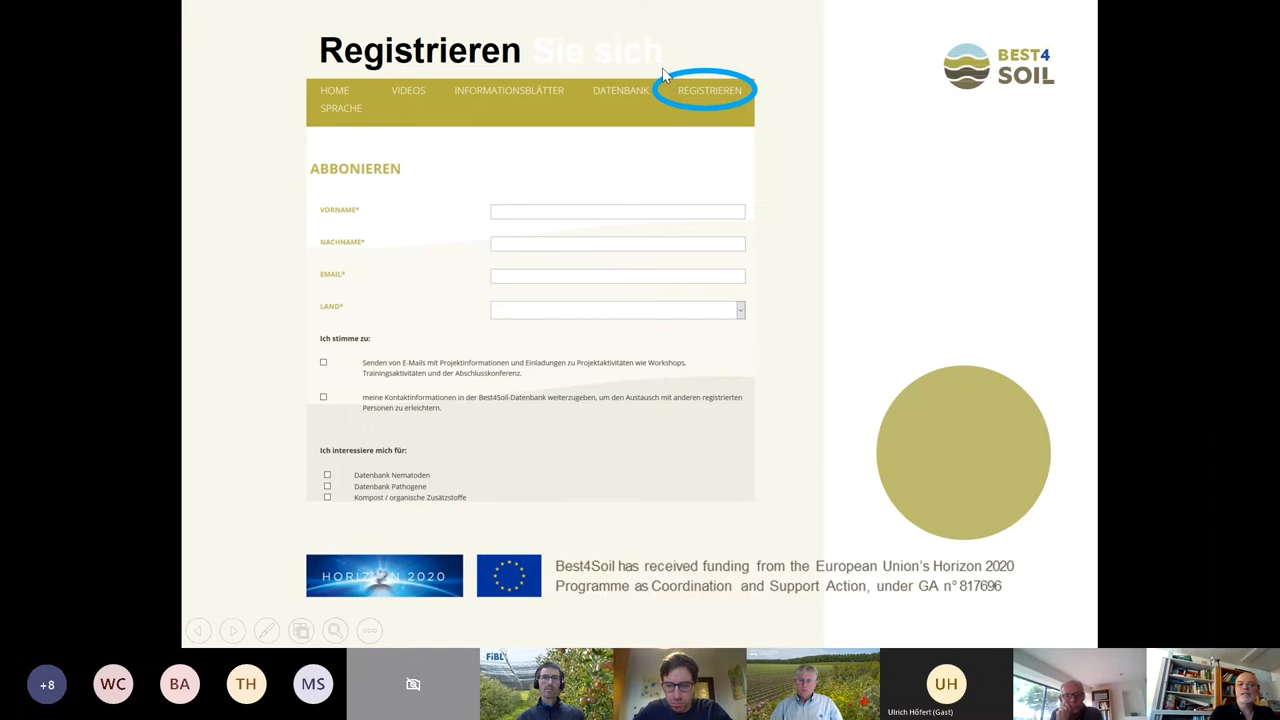 Registrieren Sie sich
BEST4
SOIL
HOME VIDEOS INFORMATIONSBLÄTTER DATENBANK REGISTRIEREN
SPRACHE
ABBONIEREN
VORNAME*
NACHNAME*
EMAIL*
LAND*
Ich stimme zu:
Senden von E-Mails mit Projektinformationen und Einladungen zu Projektaktivitäten wie Workshops,
Trainingsaktivitäten und der Abschlusskonferenz.
meine Kontaktinformationen in der Best4Soil-Datenbank weiterzugeben, um den Austausch mit anderen registrierten
Personen zu erleichtern.
Ich interessiere mich für:
Datenbank Nematoden
Datenbank Pathogene
Kompost / organische Zusätzstoffe
HORIZON 2020
Best4Soil has received funding from the European Union's Horizon 2020
Programme as Coordination and Support Action, under GA n° 817696
+8 WC BA TH MS FiBL UH
Ulrich Höfert (Gast)